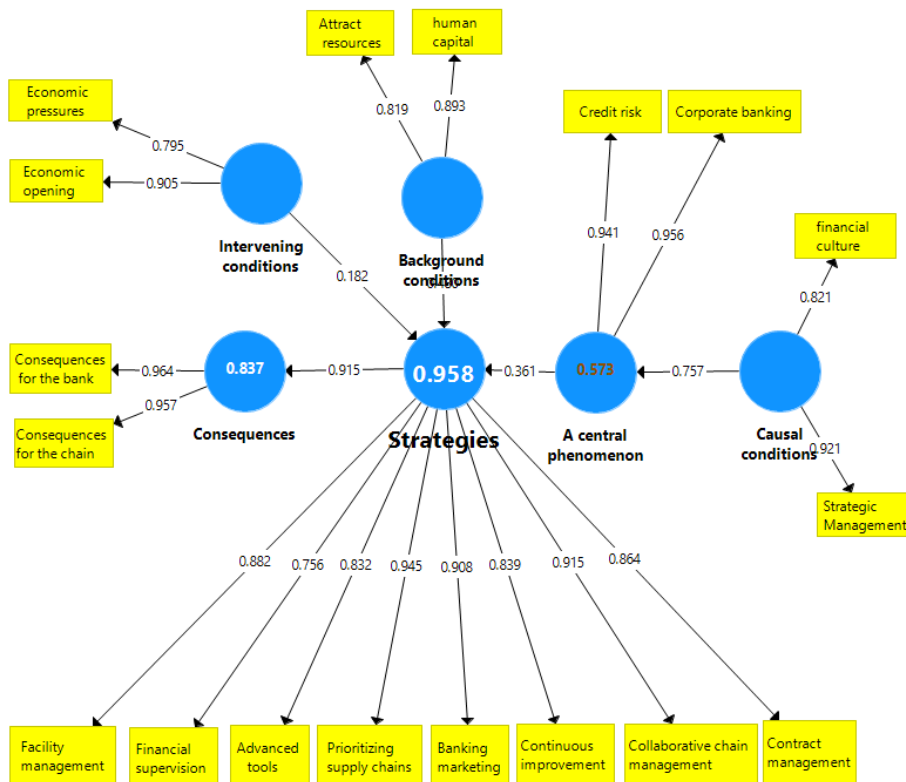 Attract
resources
human
capital
Economic
pressures
0.819
0.893
Credit risk
Corporate banking
0.795
Economic
opening
0.905
0.941
0.956
financial
culture
Intervening
conditions
Background
conditions
0.182
0.821
Consequences
for the bank
0.964
0.837
0.915
0.958
0.361
0.573
0.757
0.957
Consequences
for the chain
Consequences
Strategies
A central
phenomenon
Causal
conditions
0.921
Strategic
Management
0.882
0.756
0.832
0.945
0.908
0.839
0.915
0.864
Facility
management
Financial
supervision
Advanced
tools
Prioritizing
supply chains
Banking
marketing
Continuous
improvement
Collaborative chain
management
Contract
management